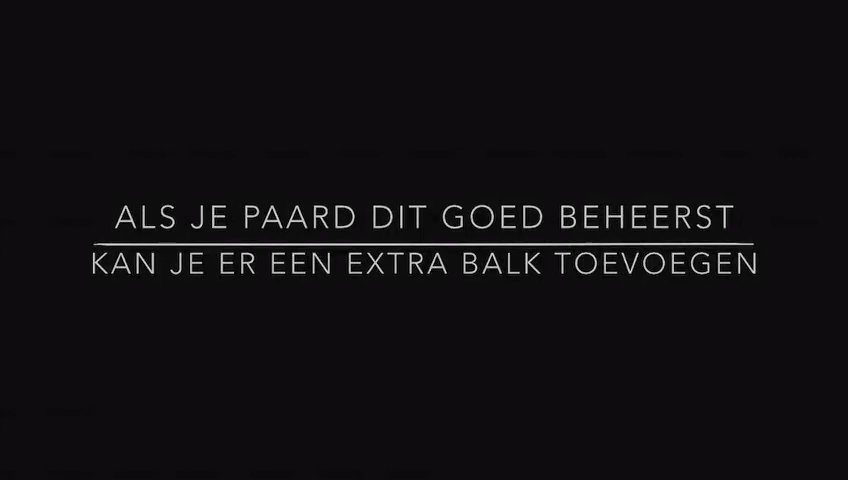 ALS JE PAARD DIT GOED BEHEERST
KAN JE ER EEN EXTRA BALK TOEVOEGEN